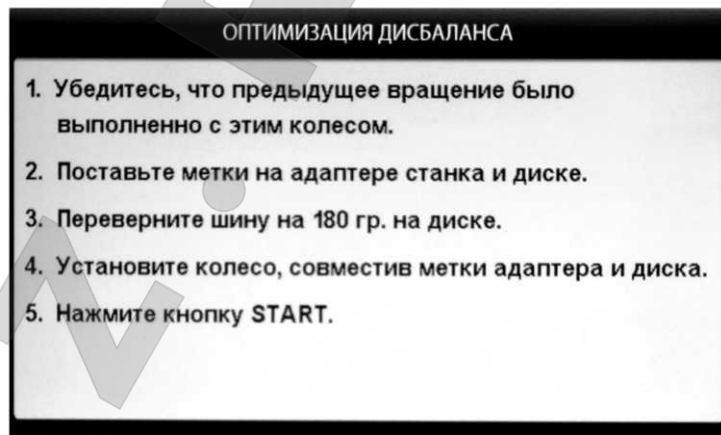 ОПТИМИЗАЦИЯ ДИСБАЛАНСА
1. Убедитесь, что предыдущее вращение было
выполненно с этим колесом.
2. Поставьте метки на адаптере станка и диске.
3. Переверните шину на 180 гр. на диске.
4. Установите колесо, совместив метки адаптера и диска.
5. Нажмите кнопку START.